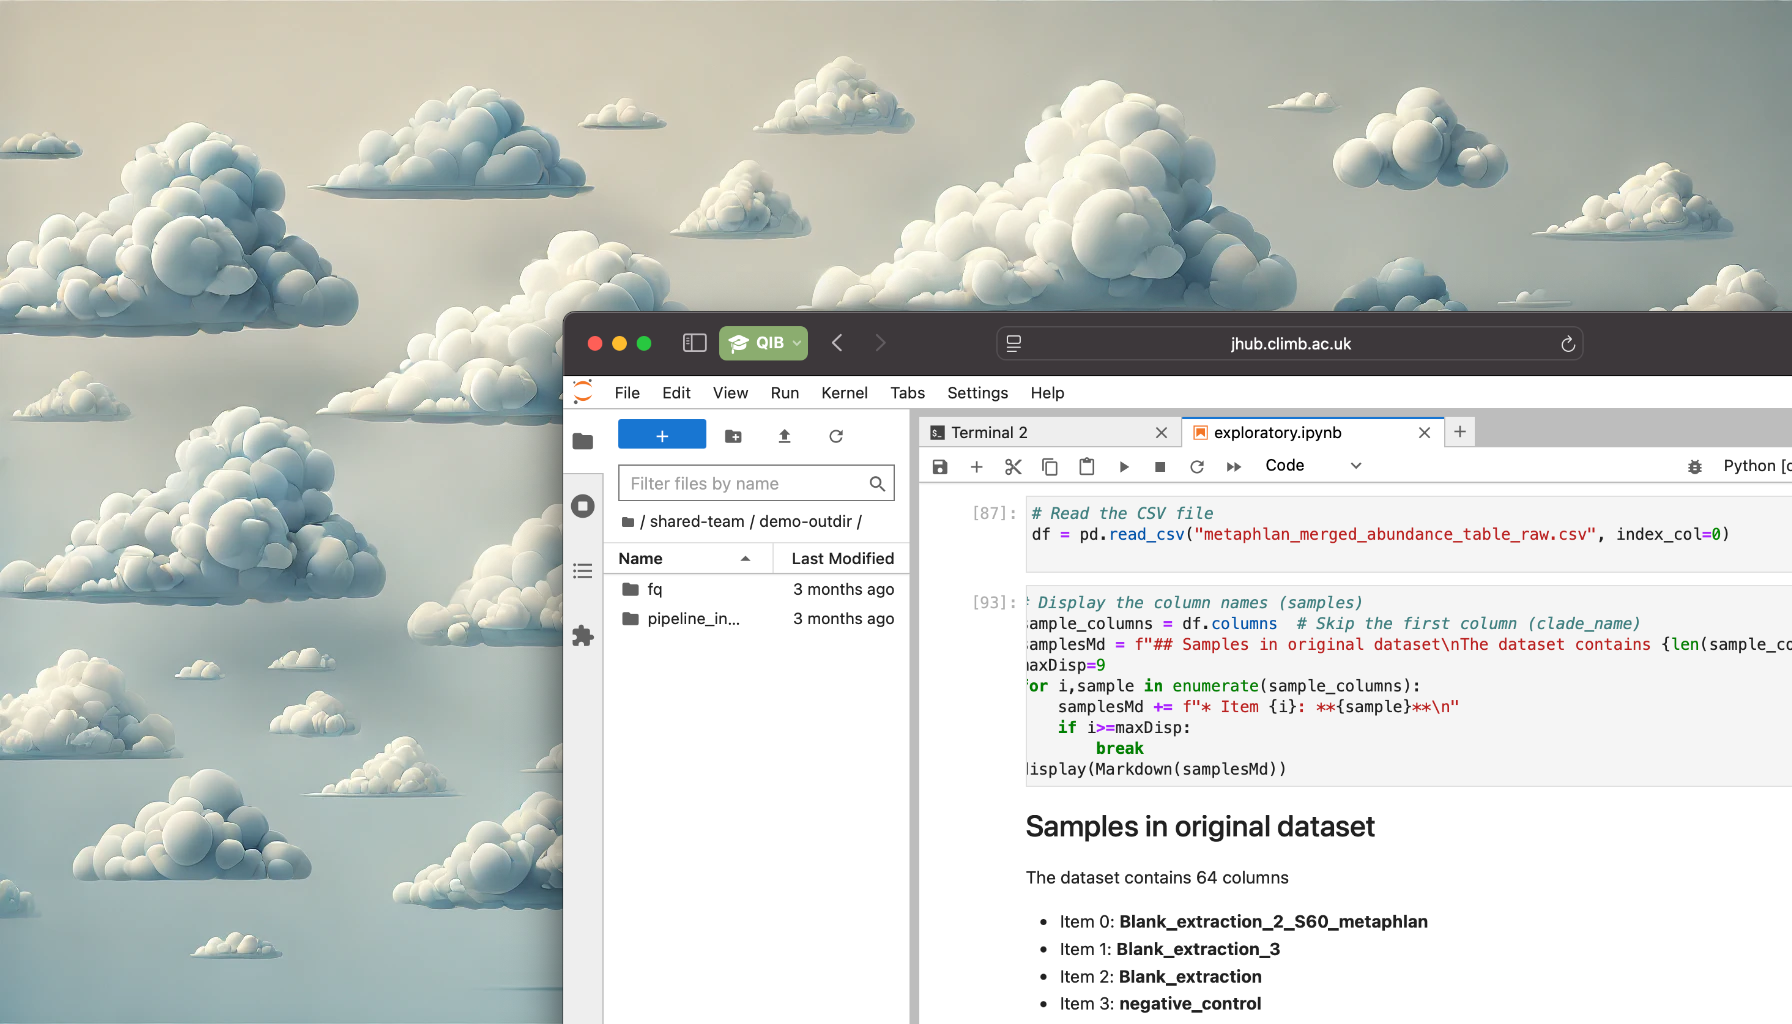 QIB
jhub.climb.ac.uk
File Edit View Run Kernel Tabs Settings Help
Filter files by name
/ shared-team / demo-outdir /
Name Last Modified
fq 3 months ago
pipeline_in... 3 months ago
Terminal 2
exploratory.ipynb
Code
Python [
[87]: # Read the CSV file
df = pd.read_csv("metaphlan_merged_abundance_table_raw.csv", index_col=0)
[93]: # Display the column names (samples)
ample_columns = df.columns # Skip the first column (clade_name)
amplesMd = f"## Samples in original dataset\nThe dataset contains {len(sample_co
axDisp=9
or i,sample in enumerate(sample_columns):
samplesMd += f"* Item {i}: **{sample}**\n"
if i>=maxDisp:
break
isplay(Markdown(samplesMd))
Samples in original dataset
The dataset contains 64 columns
• Item 0: Blank_extraction_2_S60_metaphlan
• Item 1: Blank_extraction_3
• Item 2: Blank_extraction
• Item 3: negative_control